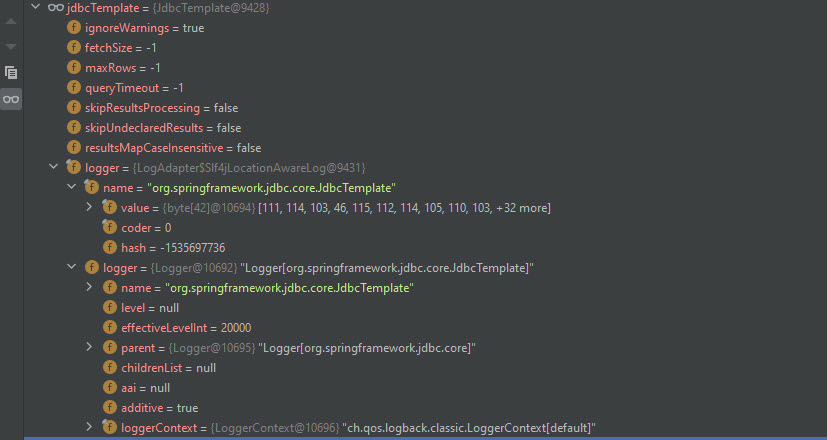 jdbcTemplate = {JdbcTemplate@9428}
f ignoreWarnings = true
f fetchSize = -1
f maxRows = -1
f queryTimeout = -1
f skipResultsProcessing = false
f skipUndeclaredResults = false
f resultsMapCaseInsensitive = false
f logger = {LogAdapter$Slf4jLocationAwareLog@9431}
f name = "org.springframework.jdbc.core.JdbcTemplate"
f value = {byte[42]@10694} [111, 114, 103, 46, 115, 112, 114, 105, 110, 103, +32 more]
f coder = 0
f hash = -1535697736
f logger = {Logger@10692} "Logger[org.springframework.jdbc.core.JdbcTemplate]"
f name = "org.springframework.jdbc.core.JdbcTemplate"
f level = null
f effectiveLevelInt = 20000
f parent = {Logger@10695} "Logger[org.springframework.jdbc.core]"
f childrenList = null
f aai = null
f additive = true
f loggerContext = {LoggerContext@10696} "ch.qos.logback.classic.LoggerContext[default]"